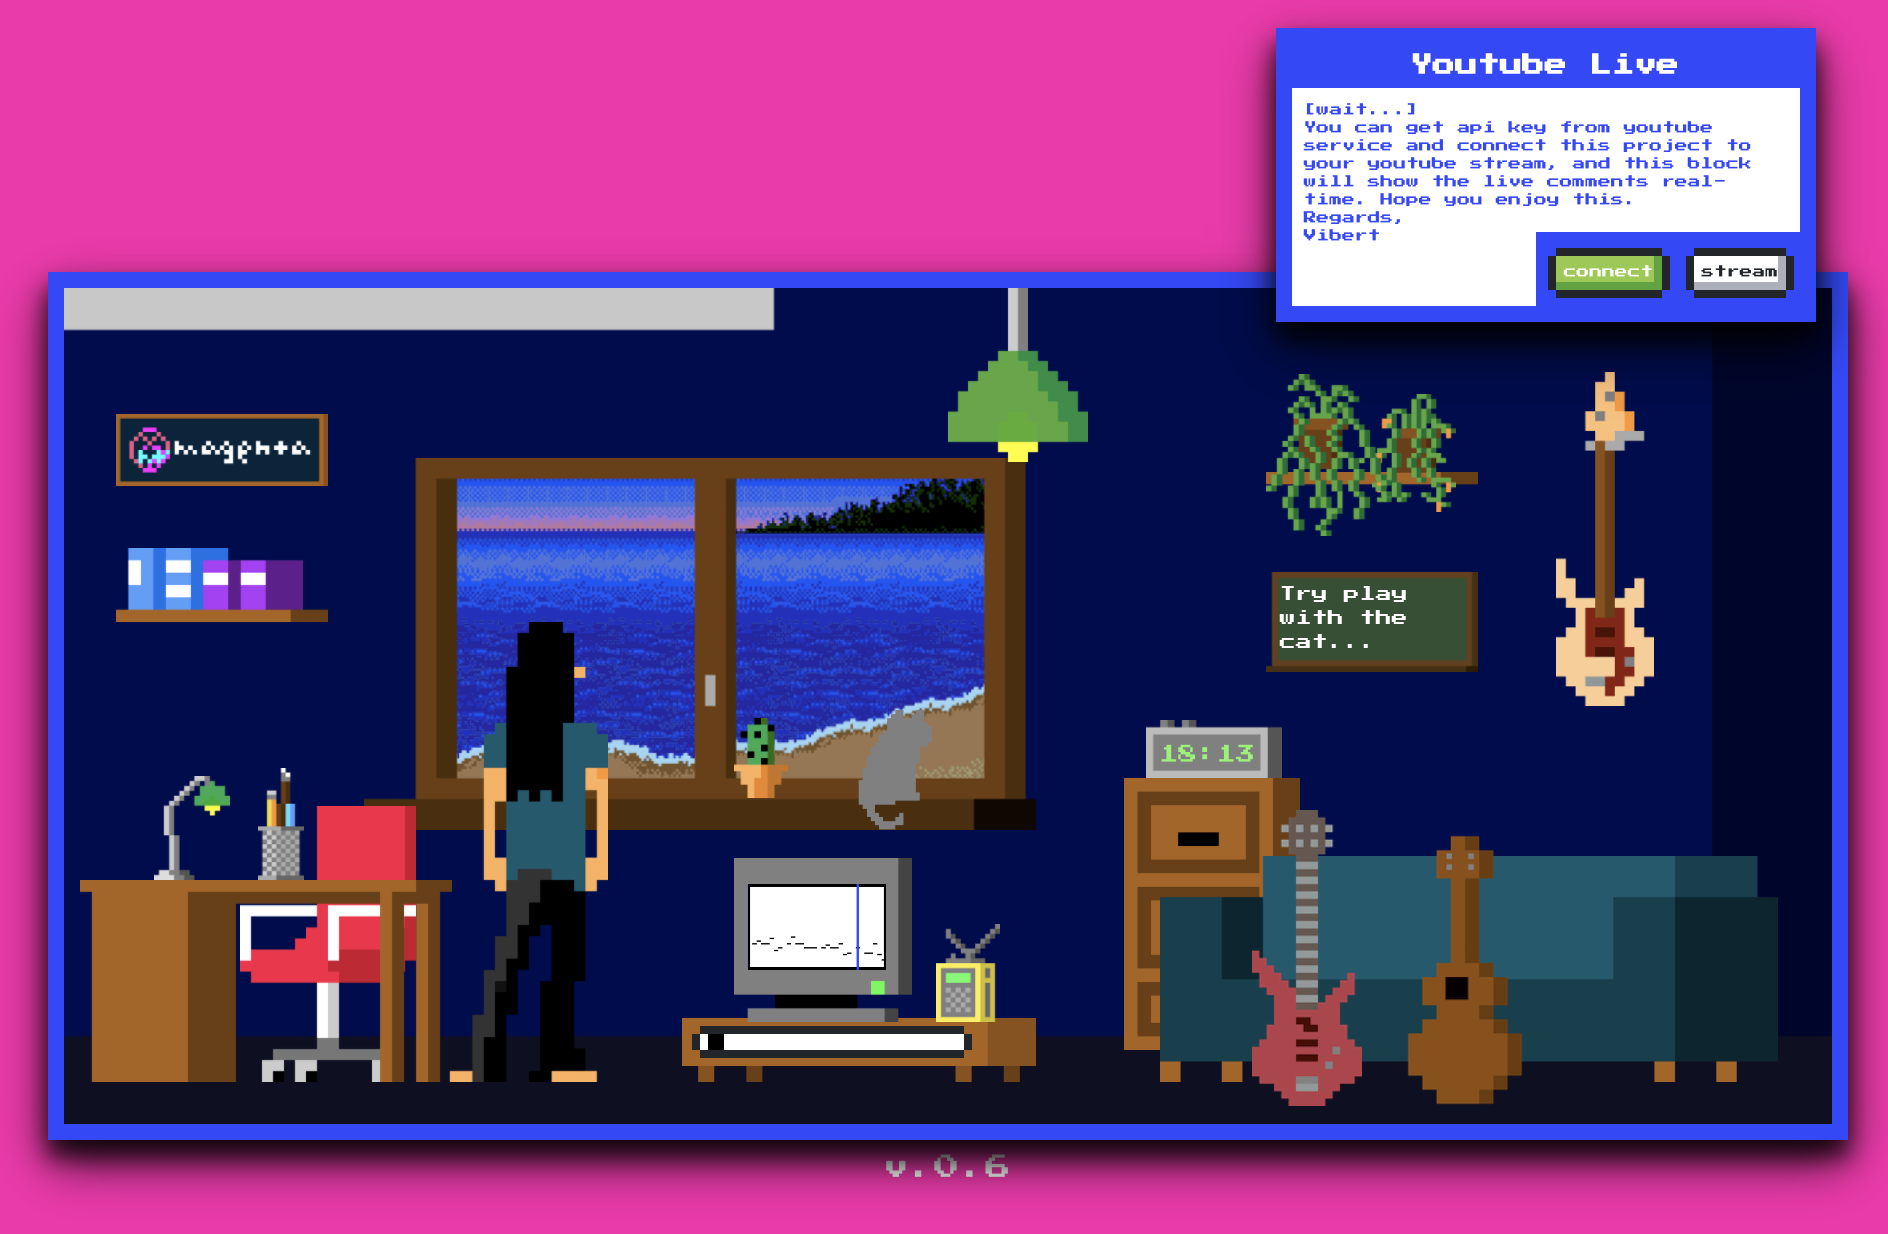 Youtube Live
[wait...]
You can get api key from youtube
service and connect this project to
your youtube stream, and this block
will show the live comments real-
time. Hope you enjoy this.
Regards,
Vibert
connect stream
magenta
Try play
with the
cat...
18:13
v.0.6